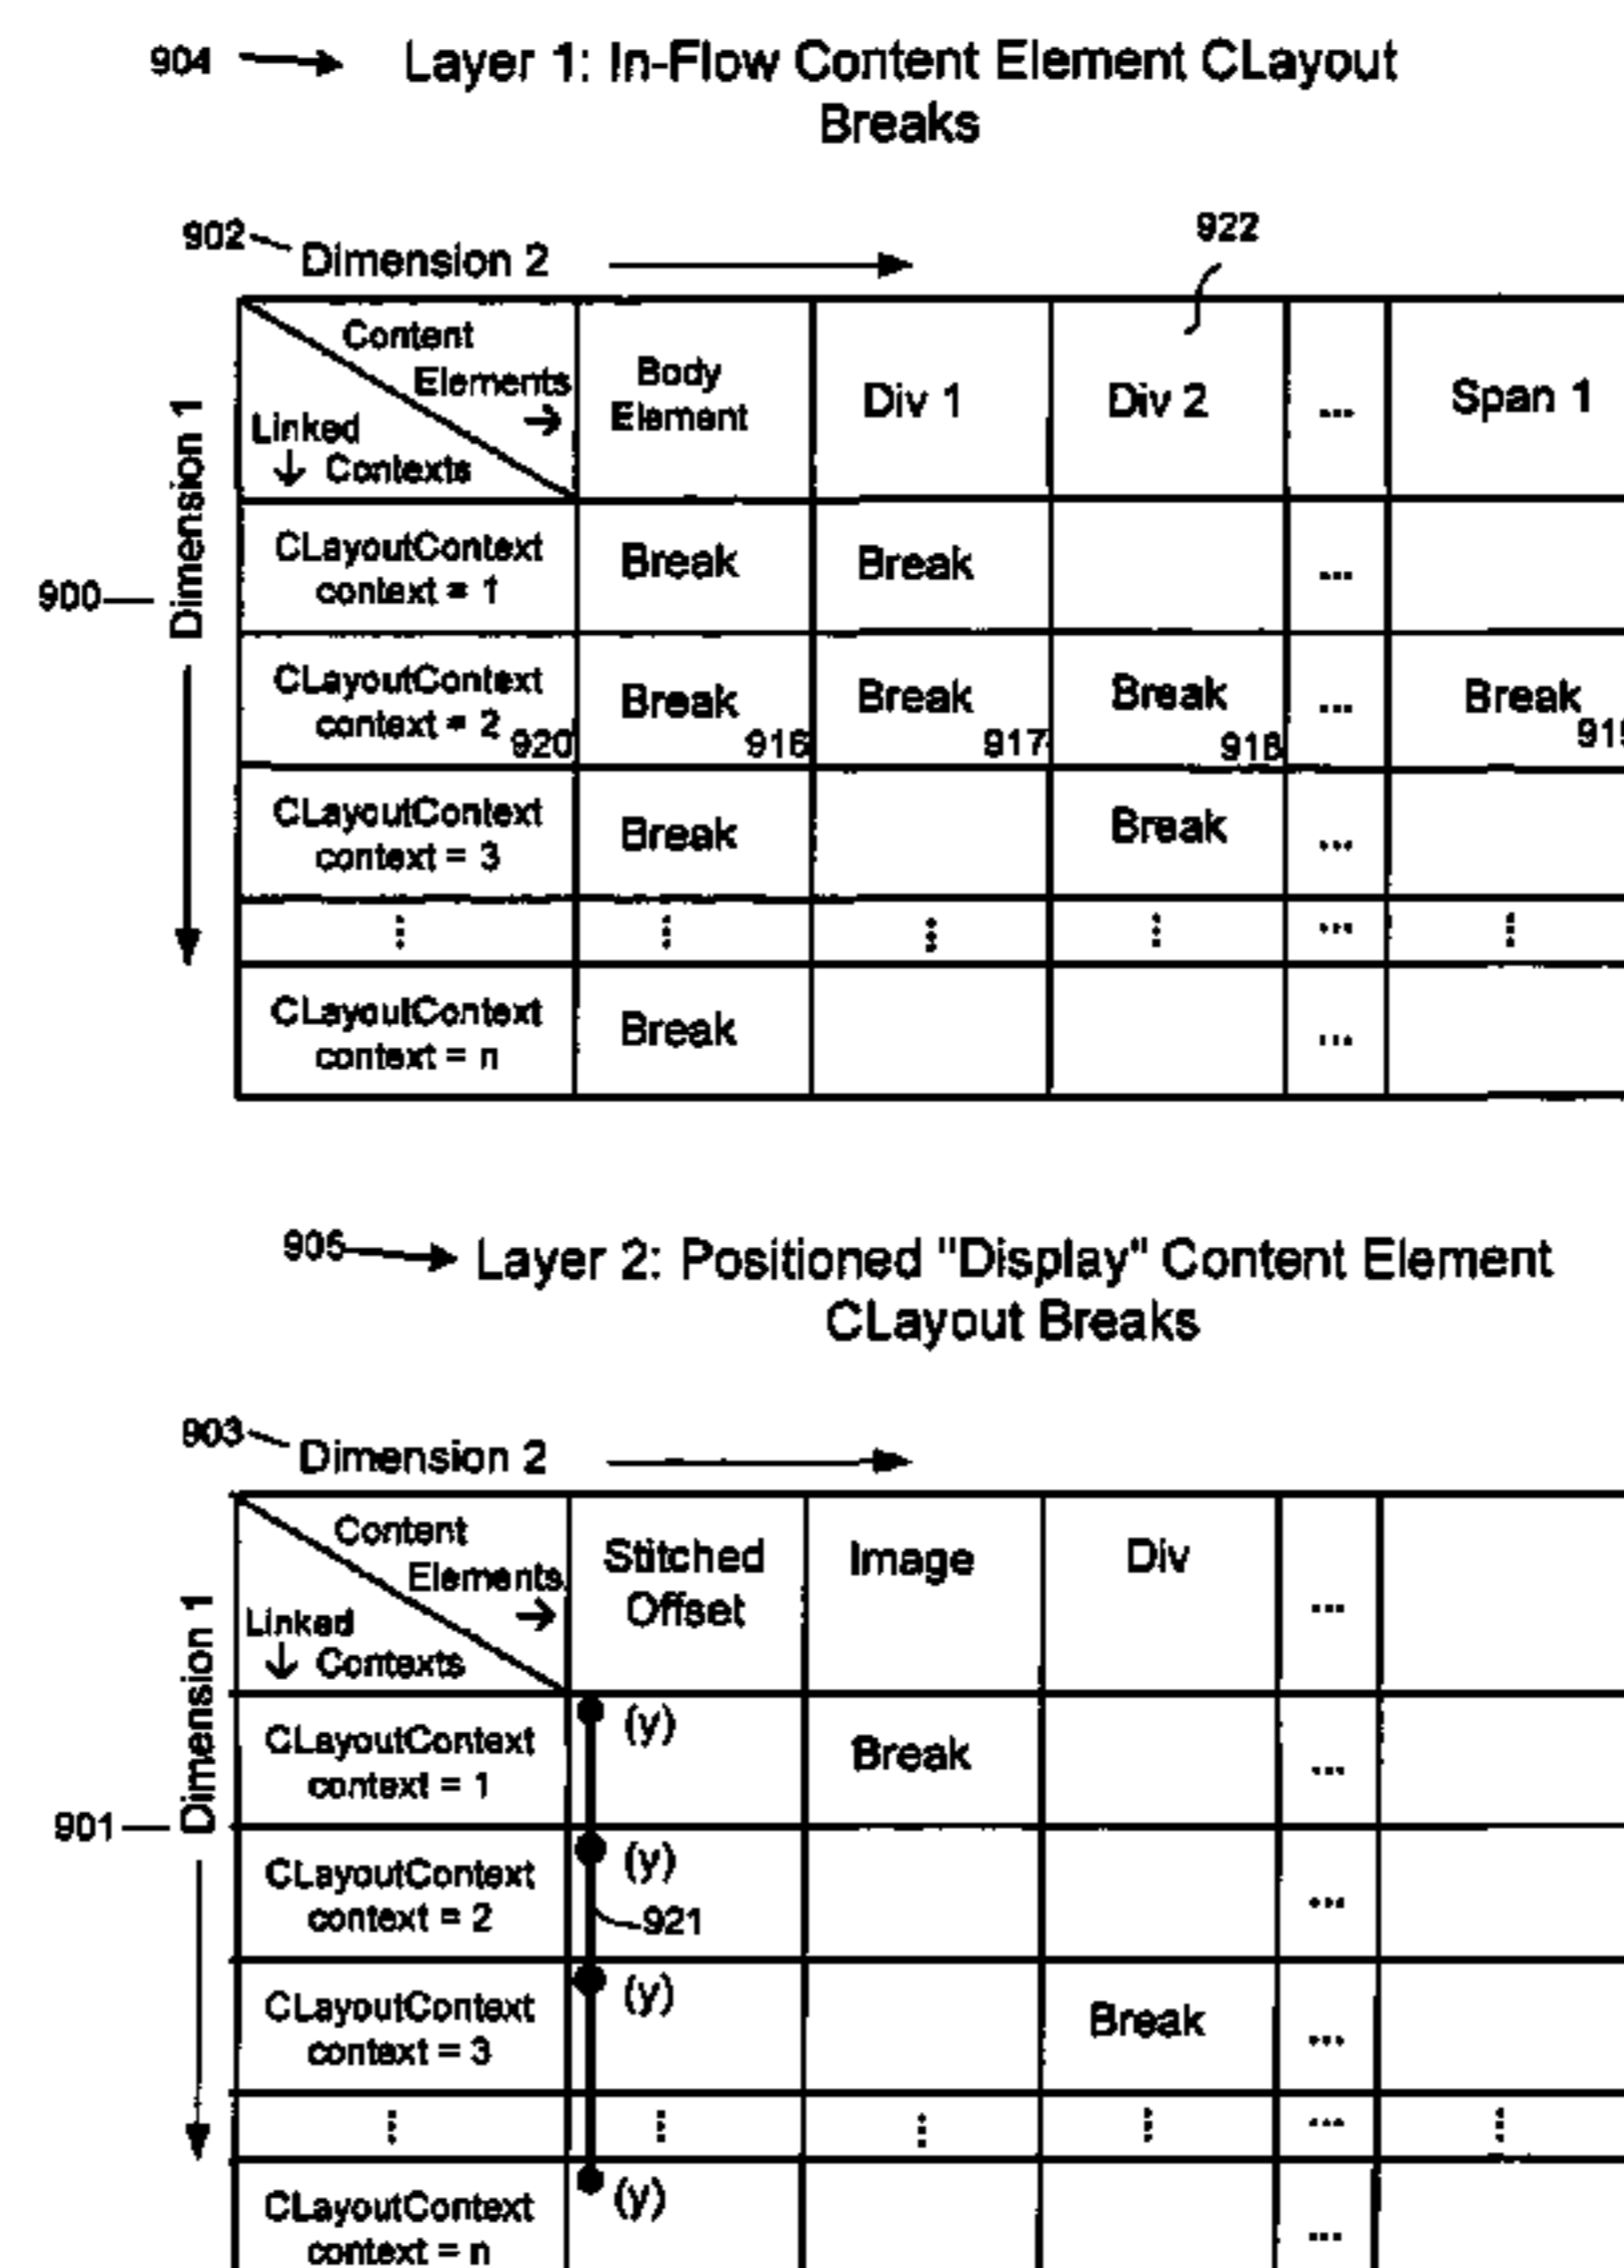 904 → Layer 1: In-Flow Content Element CLayout
Breaks
902 Dimension 2
922
Content
Elements →
Linked
↓ Contexts
Body
Element
Div 1
Div 2
...
Span 1
Dimension 1
900
CLayoutContext
context = 1
Break
Break
...
CLayoutContext
context = 2
920
Break
916
Break
917
Break
918
...
Break
CLayoutContext
context = 3
Break
Break
...
...
CLayoutContext
context = n
Break
...
905 → Layer 2: Positioned "Display" Content Element
CLayout Breaks
903 Dimension 2
Content
Elements →
Linked
↓ Contexts
Stitched
Offset
Image
Div
...
Dimension 1
901
CLayoutContext
context = 1
(y)
Break
...
CLayoutContext
context = 2
(y)
921
...
CLayoutContext
context = 3
(y)
Break
...
...
CLayoutContext
context = n
(y)
...